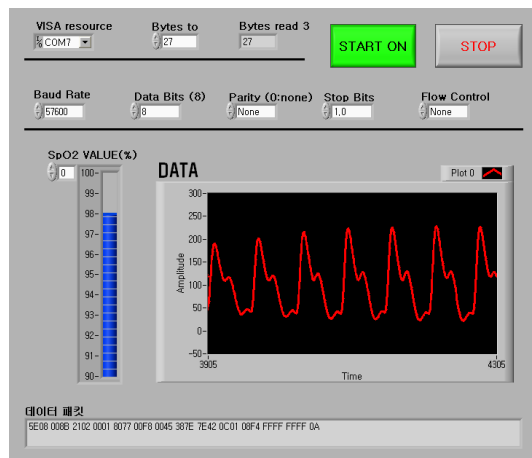 VISA resource Bytes to Bytes read 3
COM7 27 27 START ON STOP
Baud Rate Data Bits (8) Parity (0:none) Stop Bits Flow Control
57600 8 None 1,0 None
SpO2 VALUE(%)
0
100-
99-
98-
97-
96-
95-
94-
93-
92-
91-
90-
DATA
Plot 0
300-
250-
200-
150-
100-
50-
0-
-50-
Amplitude
3905 4305
Time
데이터 패킷
5E08 008B 2102 0001 8077 00F8 0045 387E 7E42 0C01 08F4 FFFF FFFF 0A